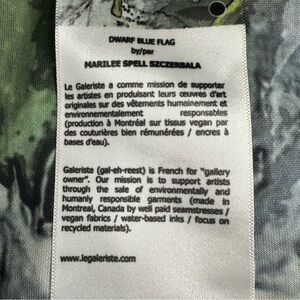 DWARF BLUE FLAG
by/par
MARILEE SPELL SZCZERBALA
Le Galeriste a comme mission de supporter
les artistes en produisant leurs œuvres d'art
originales sur des vêtements humainement et
environnementalement responsables
(production à Montréal sur tissus vegan par
des couturières bien rémunérées / encres à
base d'eau).
Galeriste (gal-eh-reest) is French for "gallery
owner". Our mission is to support artists
through the sale of environmentally and
humanly responsible garments (made in
Montreal, Canada by well paid seamstresses /
vegan fabrics / water-based inks / focus on
recycled materials).
www.legaleriste.com